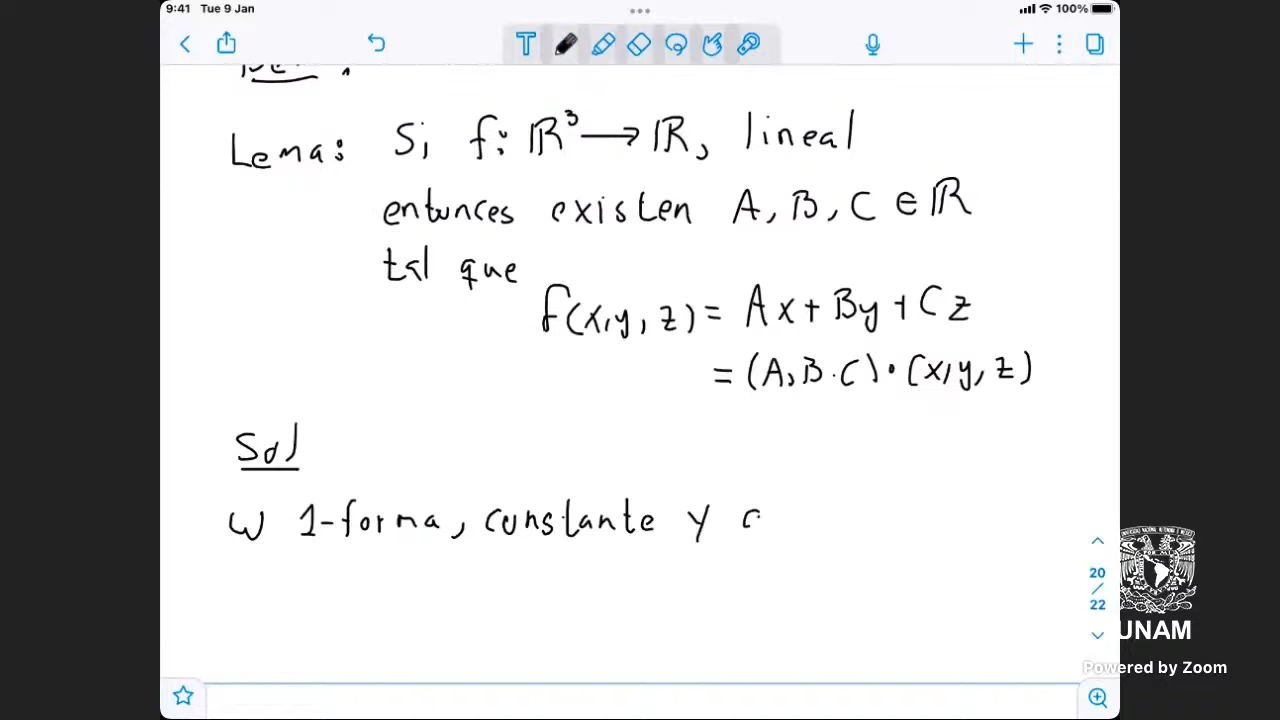 9:41 Tue 9 Jan
100%
Lema: Si f: ℝ³ → ℝ, lineal
entonces existen A, B, C ∈ ℝ
tal que
f(x,y,z) = Ax + By + Cz
= (A,B.C)•(x,y,z)
Sol
w 1-forma, constante y
20
/
22
UNAM
Powered by Zoom